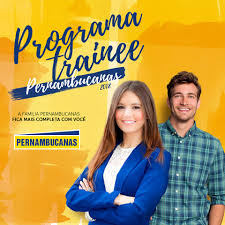 Programa
trainee
Pernambucanas
2018
A FAMÍLIA PERNAMBUCANAS
FICA MAIS COMPLETA COM VOCÊ
PERNAMBUCANAS